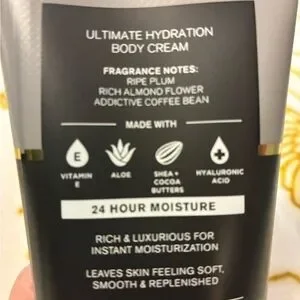 ULTIMATE HYDRATION
BODY CREAM
FRAGRANCE NOTES:
RIPE PLUM
RICH ALMOND FLOWER
ADDICTIVE COFFEE BEAN
MADE WITH
E
VITAMIN
E
ALOE
SHEA +
COCOA
BUTTERS
HYALURONIC
ACID
24 HOUR MOISTURE
RICH & LUXURIOUS FOR
INSTANT MOISTURIZATION
LEAVES SKIN FEELING SOFT,
SMOOTH & REPLENISHED